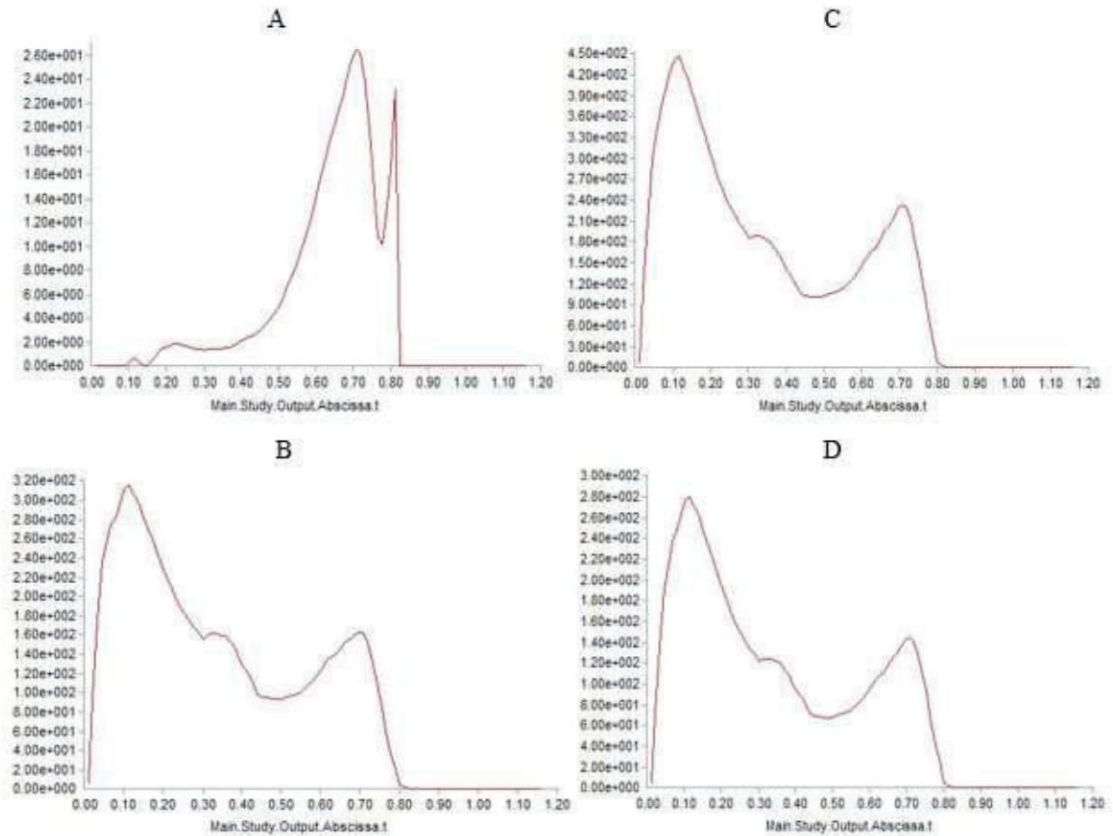 A
2.60e+001
2.40e+001
2.20e+001
2.00e+001
1.80e+001
1.60e+001
1.40e+001
1.20e+001
1.00e+001
8.00e+000
6.00e+000
4.00e+000
2.00e+000
0.00e+000
0.00 0.10 0.20 0.30 0.40 0.50 0.60 0.70 0.80 0.90 1.00 1.10 1.20
Main.Study.Output.Abscissa.t
C
4.50e+002
4.20e+002
3.90e+002
3.60e+002
3.30e+002
3.00e+002
2.70e+002
2.40e+002
2.10e+002
1.80e+002
1.50e+002
1.20e+002
9.00e+001
6.00e+001
3.00e+001
0.00e+000
0.00 0.10 0.20 0.30 0.40 0.50 0.60 0.70 0.80 0.90 1.00 1.10 1.20
Main.Study.Output.Abscissa.t
B
3.20e+002
3.00e+002
2.80e+002
2.60e+002
2.40e+002
2.20e+002
2.00e+002
1.80e+002
1.60e+002
1.40e+002
1.20e+002
1.00e+002
8.00e+001
6.00e+001
4.00e+001
2.00e+001
0.00e+000
0.00 0.10 0.20 0.30 0.40 0.50 0.60 0.70 0.80 0.90 1.00 1.10 1.20
Main.Study.Output.Abscissa.t
D
3.00e+002
2.80e+002
2.60e+002
2.40e+002
2.20e+002
2.00e+002
1.80e+002
1.60e+002
1.40e+002
1.20e+002
1.00e+002
8.00e+001
6.00e+001
4.00e+001
2.00e+001
0.00e+000
0.00 0.10 0.20 0.30 0.40 0.50 0.60 0.70 0.80 0.90 1.00 1.10 1.20
Main.Study.Output.Abscissa.t